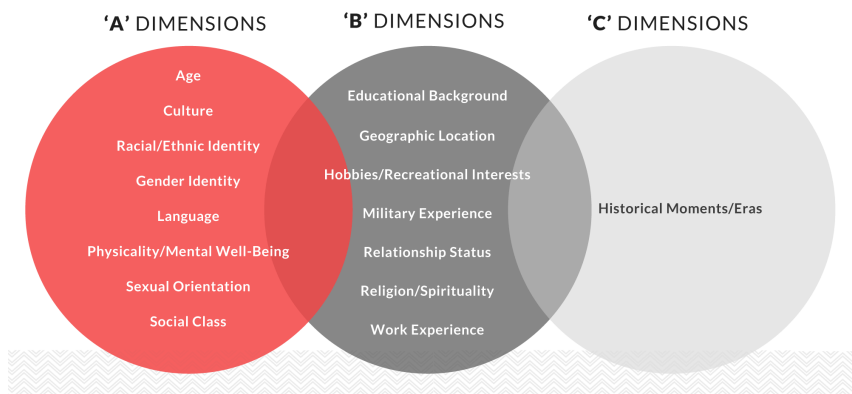 'A' DIMENSIONS
Age
Culture
Racial/Ethnic Identity
Gender Identity
Language
Physicality/Mental Well-Being
Sexual Orientation
Social Class
'B' DIMENSIONS
Educational Background
Geographic Location
Hobbies/Recreational Interests
Military Experience
Relationship Status
Religion/Spirituality
Work Experience
'C' DIMENSIONS
Historical Moments/Eras